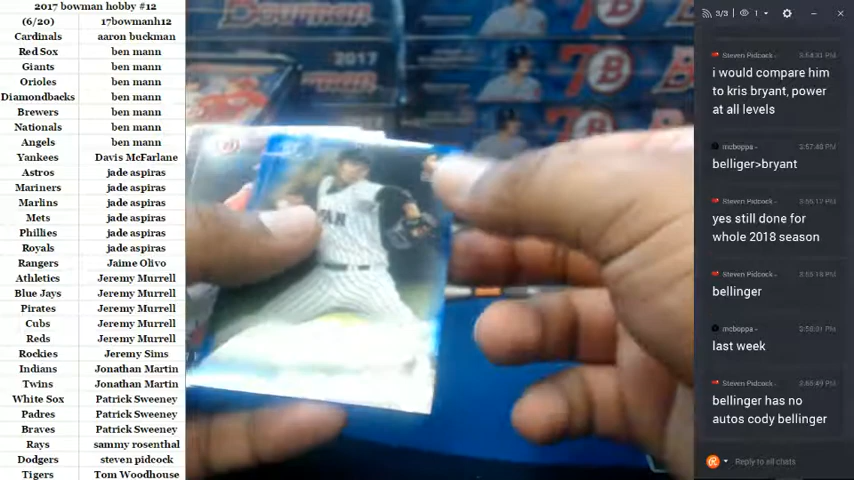 2017 bowman hobby #12
(6/20) 17bowmanh12
Cardinals aaron buckman
Red Sox ben mann
Giants ben mann
Orioles ben mann
Diamondbacks ben mann
Brewers ben mann
Nationals ben mann
Angels ben mann
Yankees Davis McFarlane
Astros jade aspiras
Mariners jade aspiras
Marlins jade aspiras
Mets jade aspiras
Phillies jade aspiras
Royals jade aspiras
Rangers Jaime Olivo
Athletics Jeremy Murrell
Blue Jays Jeremy Murrell
Pirates Jeremy Murrell
Cubs Jeremy Murrell
Reds Jeremy Murrell
Rockies Jeremy Sims
Indians Jonathan Martin
Twins Jonathan Martin
White Sox Patrick Sweeney
Padres Patrick Sweeney
Braves Patrick Sweeney
Rays sammy rosenthal
Dodgers steven pidcock
Tigers Tom Woodhouse
2017
Bowman
3/3 1
Steven Pidcock -
i would compare him
to kris bryant, power
at all levels
mcboppa -
belliger>bryant
Steven Pidcock -
yes still done for
whole 2018 season
Steven Pidcock -
bellinger
mcboppa -
last week
Steven Pidcock -
bellinger has no
autos cody bellinger
Reply to all chats